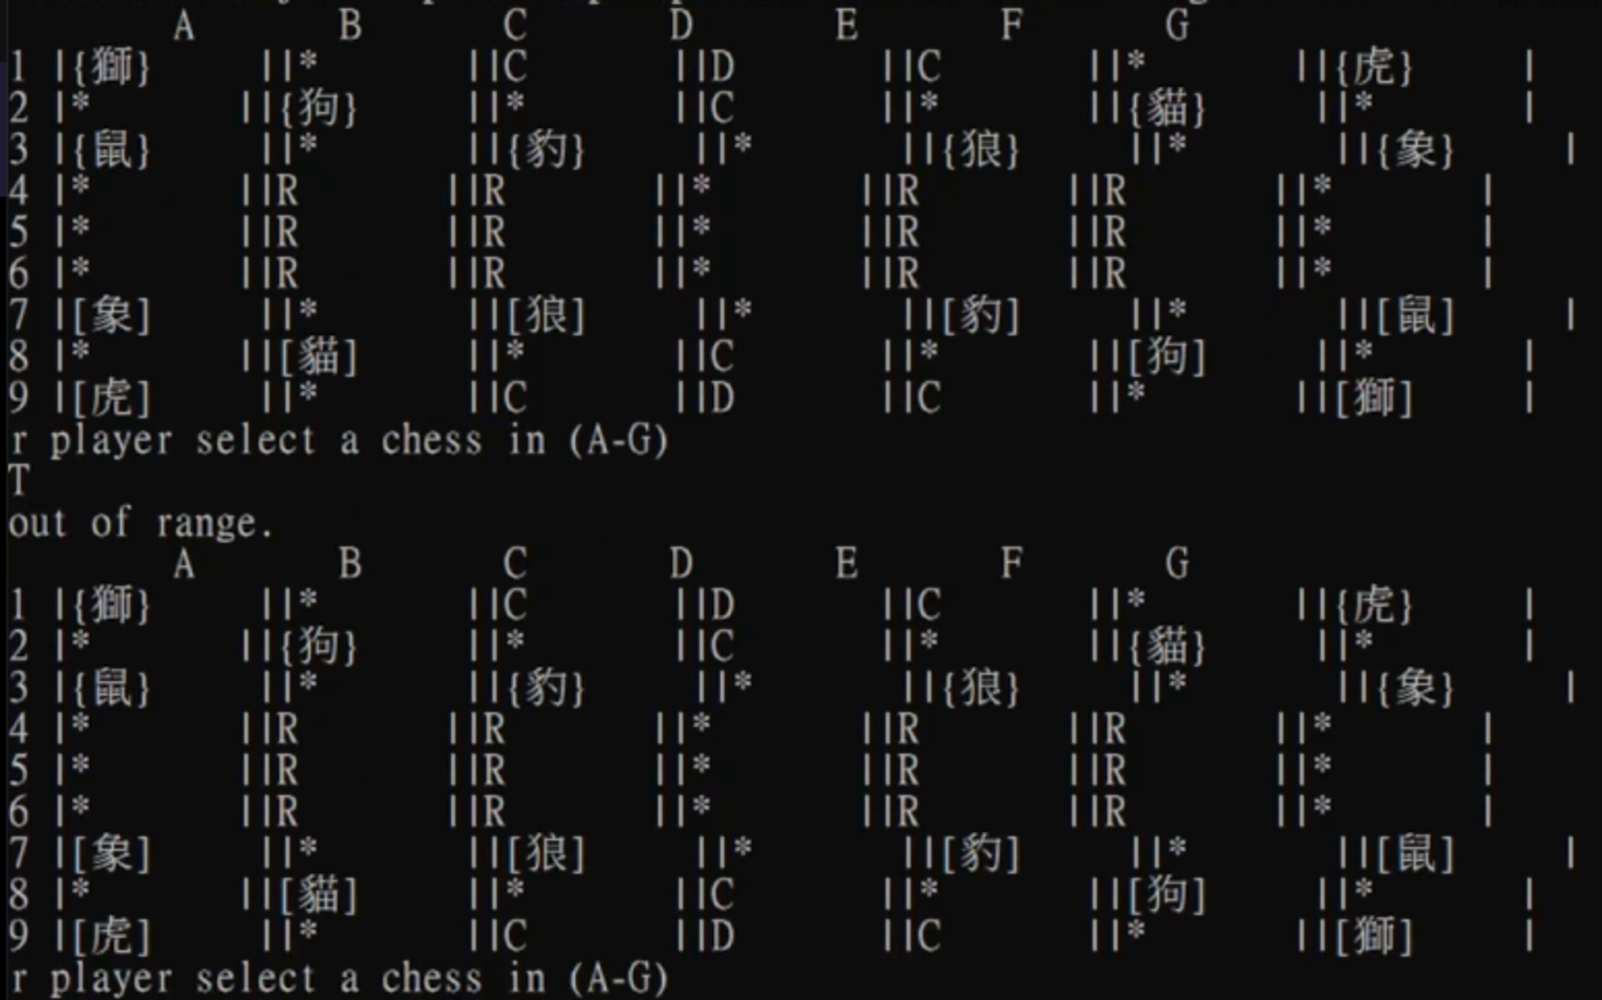 A B C D E F G
1 |{獅} ||* ||C ||D ||C ||* ||{虎} |
2 |* ||{狗} ||* ||C ||* ||{貓} ||* |
3 |{鼠} ||* ||{豹} ||* ||{狼} ||* ||{象} |
4 |* ||R ||R ||* ||R ||R ||* |
5 |* ||R ||R ||* ||R ||R ||* |
6 |* ||R ||R ||* ||R ||R ||* |
7 |[象] ||* ||[狼] ||* ||[豹] ||* ||[鼠] |
8 |* ||[貓] ||* ||C ||* ||[狗] ||* |
9 |[虎] ||* ||C ||D ||C ||* ||[獅] |
r player select a chess in (A-G)
T
out of range.
A B C D E F G
1 |{獅} ||* ||C ||D ||C ||* ||{虎} |
2 |* ||{狗} ||* ||C ||* ||{貓} ||* |
3 |{鼠} ||* ||{豹} ||* ||{狼} ||* ||{象} |
4 |* ||R ||R ||* ||R ||R ||* |
5 |* ||R ||R ||* ||R ||R ||* |
6 |* ||R ||R ||* ||R ||R ||* |
7 |[象] ||* ||[狼] ||* ||[豹] ||* ||[鼠] |
8 |* ||[貓] ||* ||C ||* ||[狗] ||* |
9 |[虎] ||* ||C ||D ||C ||* ||[獅] |
r player select a chess in (A-G)